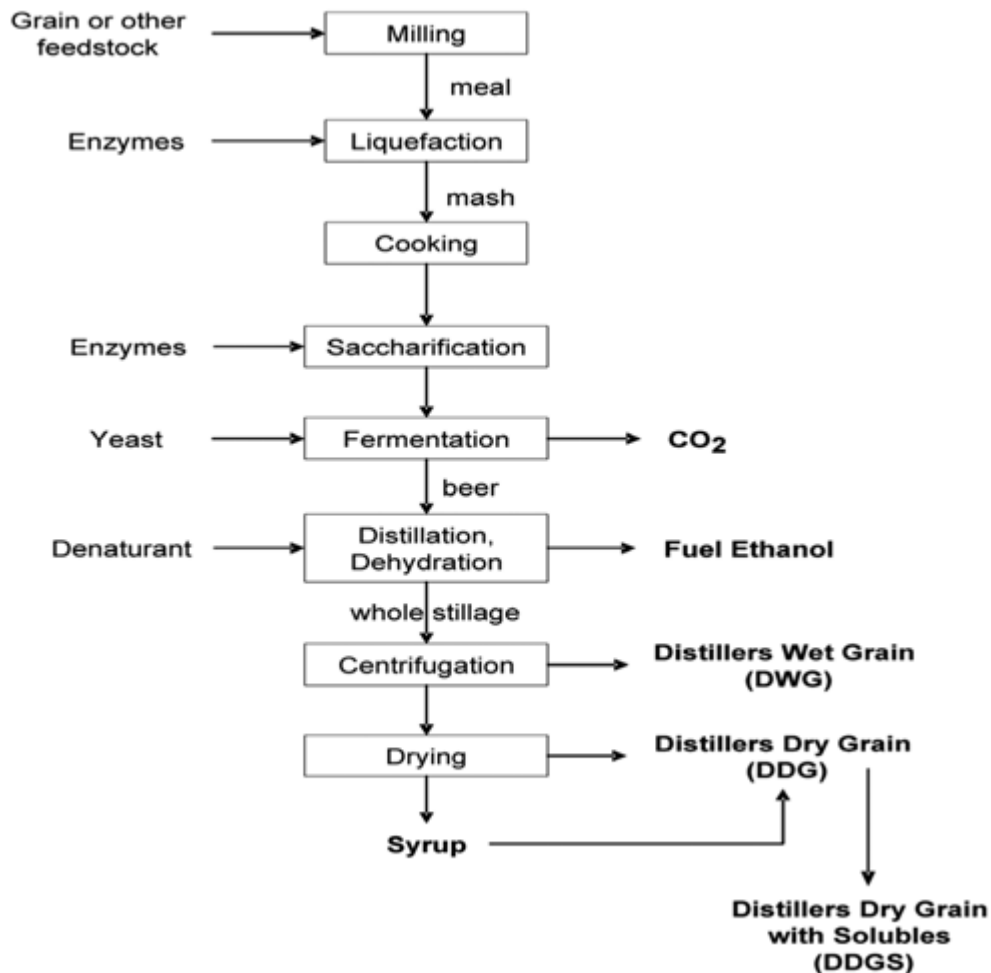 Grain or other
feedstock
Milling
meal
Enzymes
Liquefaction
mash
Cooking
Enzymes
Saccharification
Yeast
Fermentation
CO2
beer
Denaturant
Distillation,
Dehydration
Fuel Ethanol
whole stillage
Centrifugation
Distillers Wet Grain
(DWG)
Drying
Distillers Dry Grain
(DDG)
Syrup
Distillers Dry Grain
with Solubles
(DDGS)